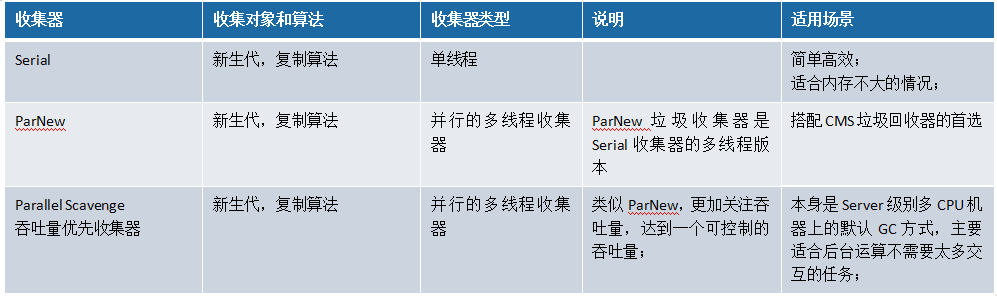 收集器 收集对象和算法 收集器类型 说明 适用场景
Serial 新生代，复制算法 单线程 简单高效；
适合内存不大的情况；
ParNew 新生代，复制算法 并行的多线程收集 ParNew 垃圾收集器是 搭配 CMS 垃圾回收器的首选
器 Serial 收集器的多线程版
本
Parallel Scavenge 新生代，复制算法 并行的多线程收集 类似 ParNew，更加关注吞 本身是 Server 级别多 CPU 机
吞吐量优先收集器 器 吐量，达到一个可控制的 器上的默认 GC 方式，主要
吞吐量； 适合后台运算不需要太多交
互的任务；